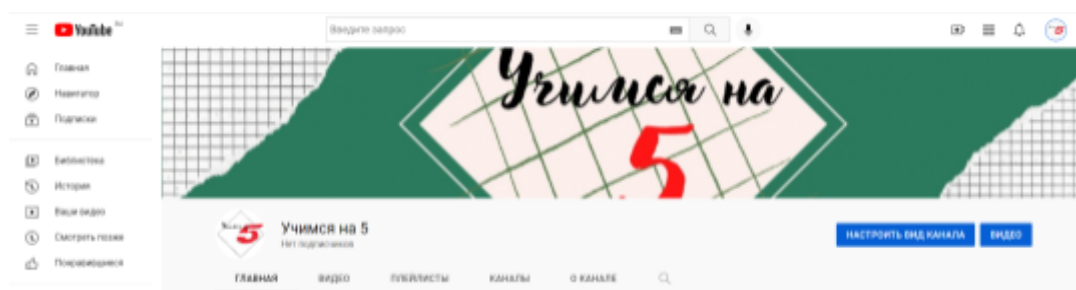 YouTube
Введите запрос
Главная
Навигатор
Подписки
Библиотека
История
Ваши видео
Смотреть позже
Понравившиеся
Учимся на
5
5
Учимся на 5
Нет подписчиков
НАСТРОИТЬ ВИД КАНАЛА ВИДЕО
ГЛАВНАЯ ВИДЕО ПЛЕЙЛИСТЫ КАНАЛЫ О КАНАЛЕ